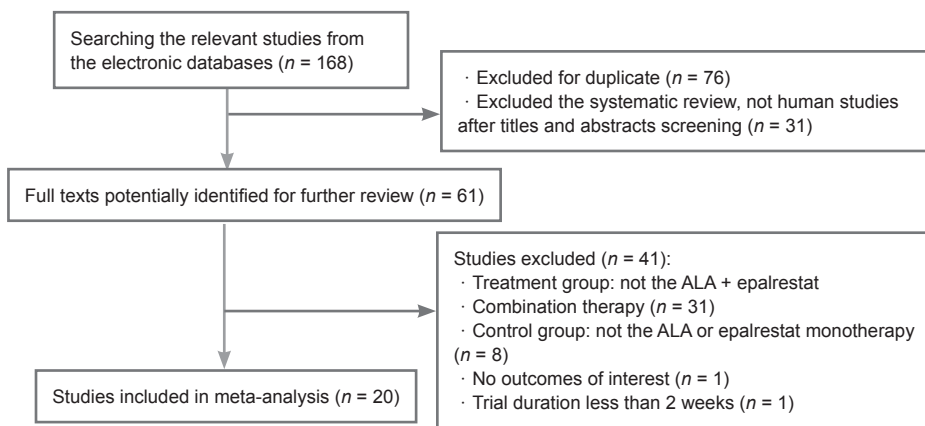 Searching the relevant studies from
the electronic databases (n = 168)
· Excluded for duplicate (n = 76)
· Excluded the systematic review, not human studies
after titles and abstracts screening (n = 31)
Full texts potentially identified for further review (n = 61)
Studies excluded (n = 41):
· Treatment group: not the ALA + epalrestat
· Combination therapy (n = 31)
· Control group: not the ALA or epalrestat monotherapy
(n = 8)
· No outcomes of interest (n = 1)
· Trial duration less than 2 weeks (n = 1)
Studies included in meta-analysis (n = 20)